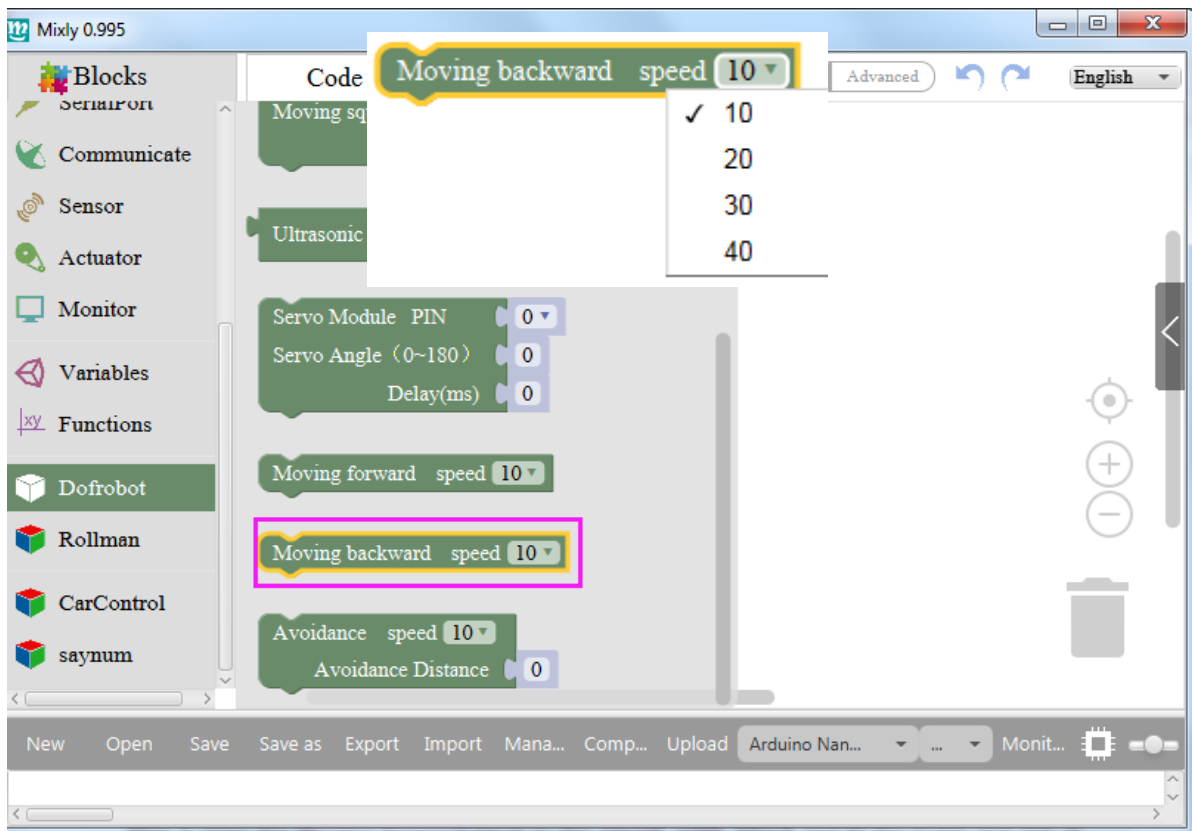 Mixly 0.995
Blocks
Code
Moving backward speed 10
Advanced
English
10
20
30
40
SerialPort
Communicate
Sensor
Actuator
Monitor
Variables
xy
Functions
Dofrobot
Rollman
CarControl
saynum
Moving sq
Ultrasonic
Servo Module PIN 0
Servo Angle（0~180） 0
Delay(ms) 0
Moving forward speed 10
Moving backward speed 10
Avoidance speed 10
Avoidance Distance 0
New Open Save Save as Export Import Mana... Comp... Upload Arduino Nan... ... Monit...